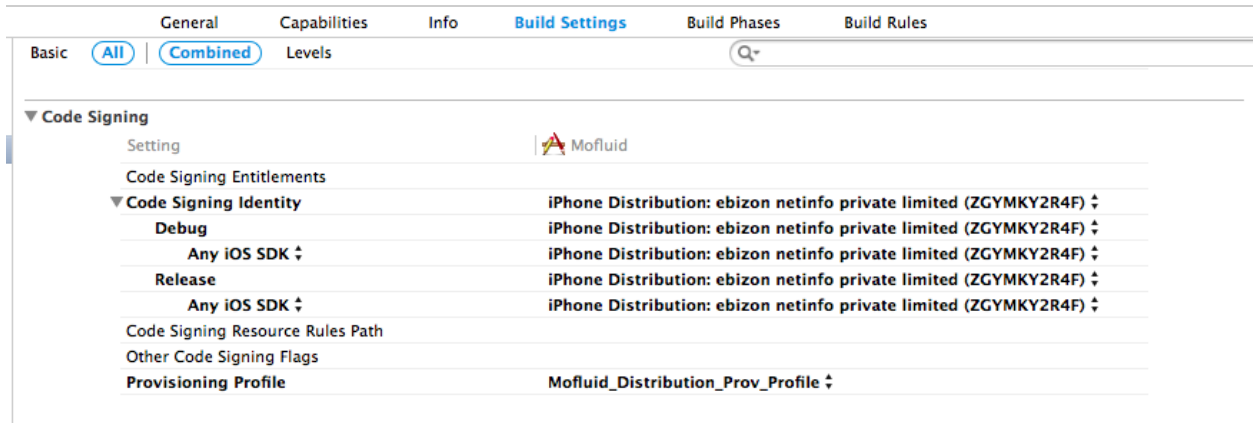 General Capabilities Info Build Settings Build Phases Build Rules
Basic All Combined Levels
Code Signing
Setting Mofluid
Code Signing Entitlements
Code Signing Identity iPhone Distribution: ebizon netinfo private limited (ZGYMKY2R4F)
Debug iPhone Distribution: ebizon netinfo private limited (ZGYMKY2R4F)
Any iOS SDK iPhone Distribution: ebizon netinfo private limited (ZGYMKY2R4F)
Release iPhone Distribution: ebizon netinfo private limited (ZGYMKY2R4F)
Any iOS SDK iPhone Distribution: ebizon netinfo private limited (ZGYMKY2R4F)
Code Signing Resource Rules Path
Other Code Signing Flags
Provisioning Profile Mofluid_Distribution_Prov_Profile